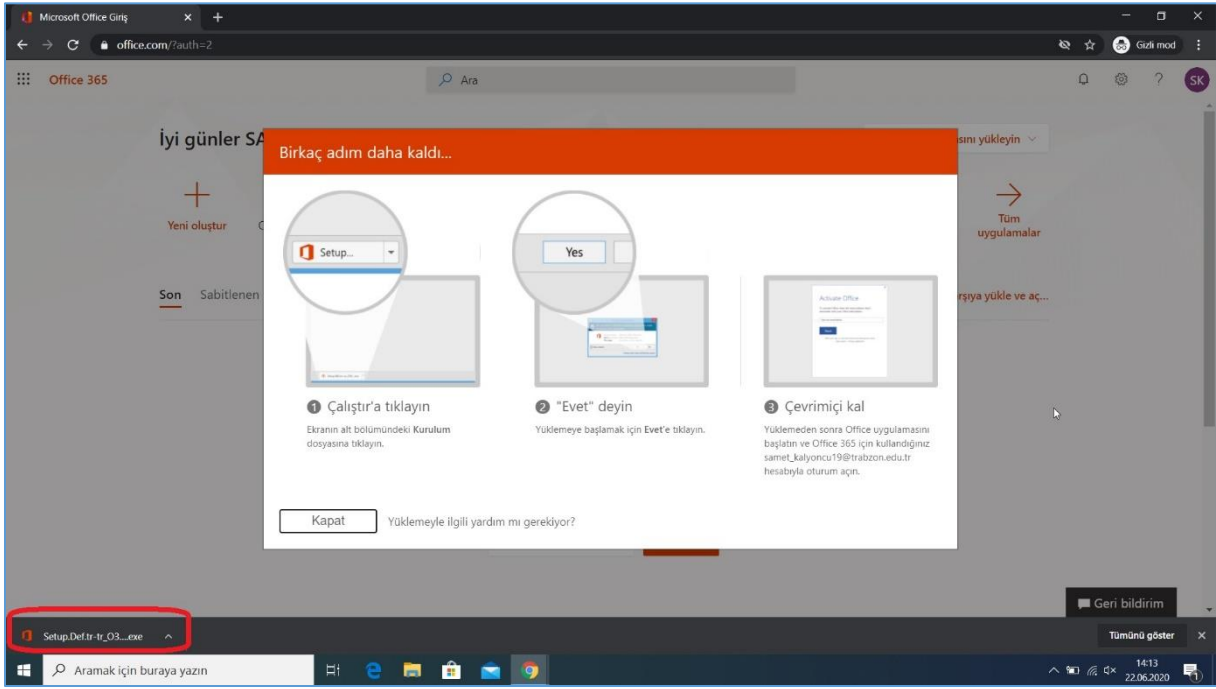 Microsoft Office Giriş
office.com/?auth=2
Gizli mod
Office 365
Ara
SK
İyi günler SA
asını yükleyin
Birkaç adım daha kaldı...
Yeni oluştur
Tüm
uygulamalar
Son
Sabitlenen
rşıya yükle ve aç...
Setup...
Yes
Activate Office
1 Çalıştır'a tıklayın
Ekranın alt bölümündeki Kurulum
dosyasına tıklayın.
2 "Evet" deyin
Yüklemeye başlamak için Evet'e tıklayın.
3 Çevrimiçi kal
Yüklemeden sonra Office uygulamasını
başlatın ve Office 365 için kullandığınız
samet_kalyoncu19@trabzon.edu.tr
hesabıyla oturum açın.
Kapat
Yüklemeyle ilgili yardım mı gerekiyor?
Geri bildirim
Setup.Def.tr-tr_O3....exe
Tümünü göster
Aramak için buraya yazın
14:13
22.06.2020